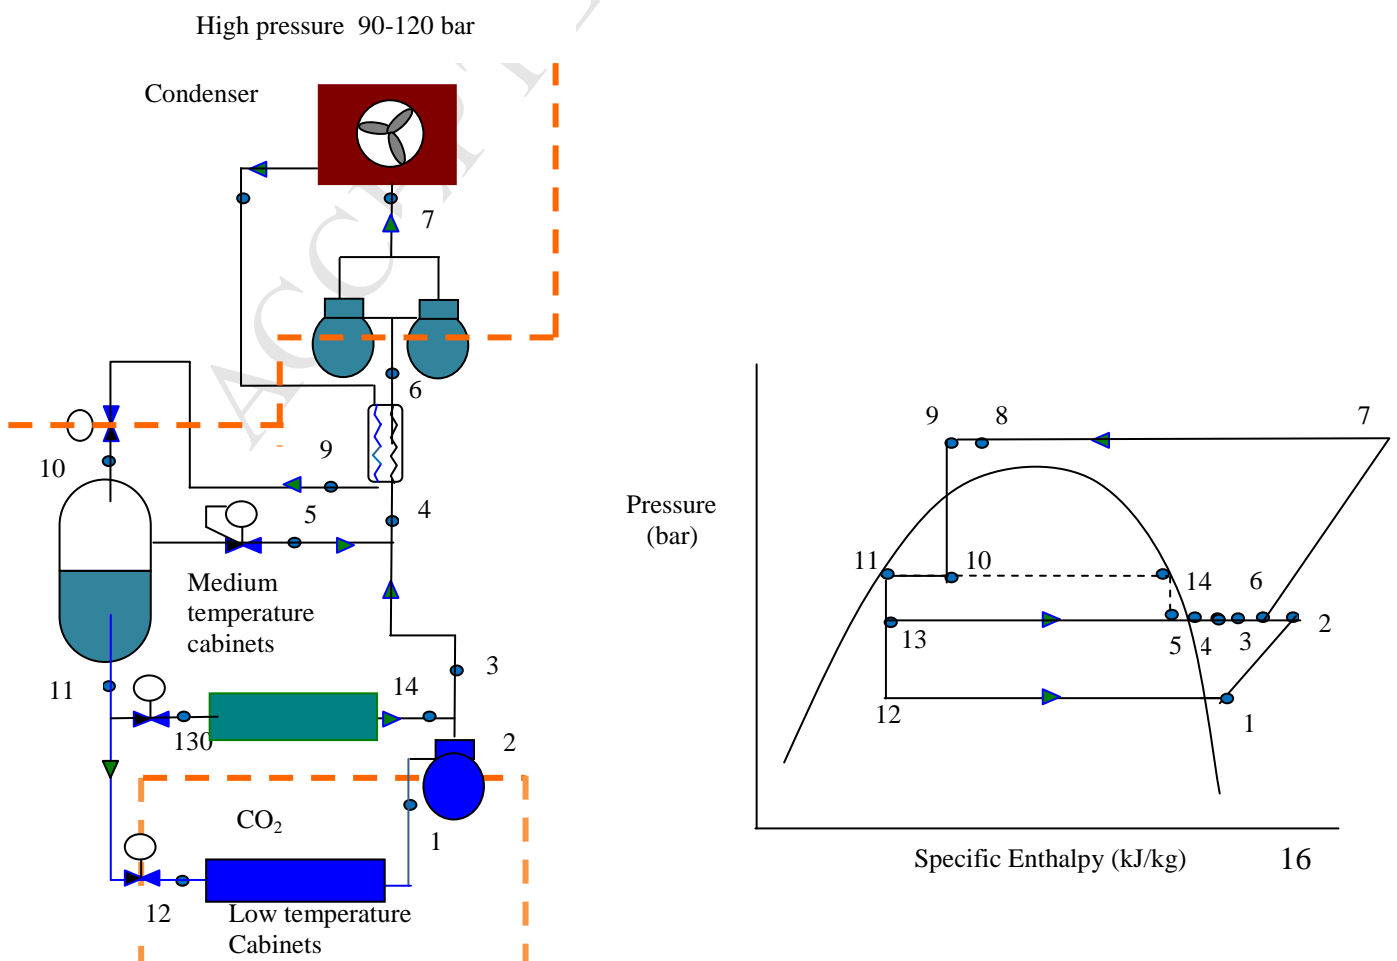 High pressure 90-120 bar
Condenser
7
6
9
10
5
4
Medium
temperature
cabinets
3
11
14
130
2
CO₂
1
12
Low temperature
Cabinets
9
8
7
Pressure
(bar)
11
10
14
6
13
5
4
3
2
12
1
Specific Enthalpy (kJ/kg)
16